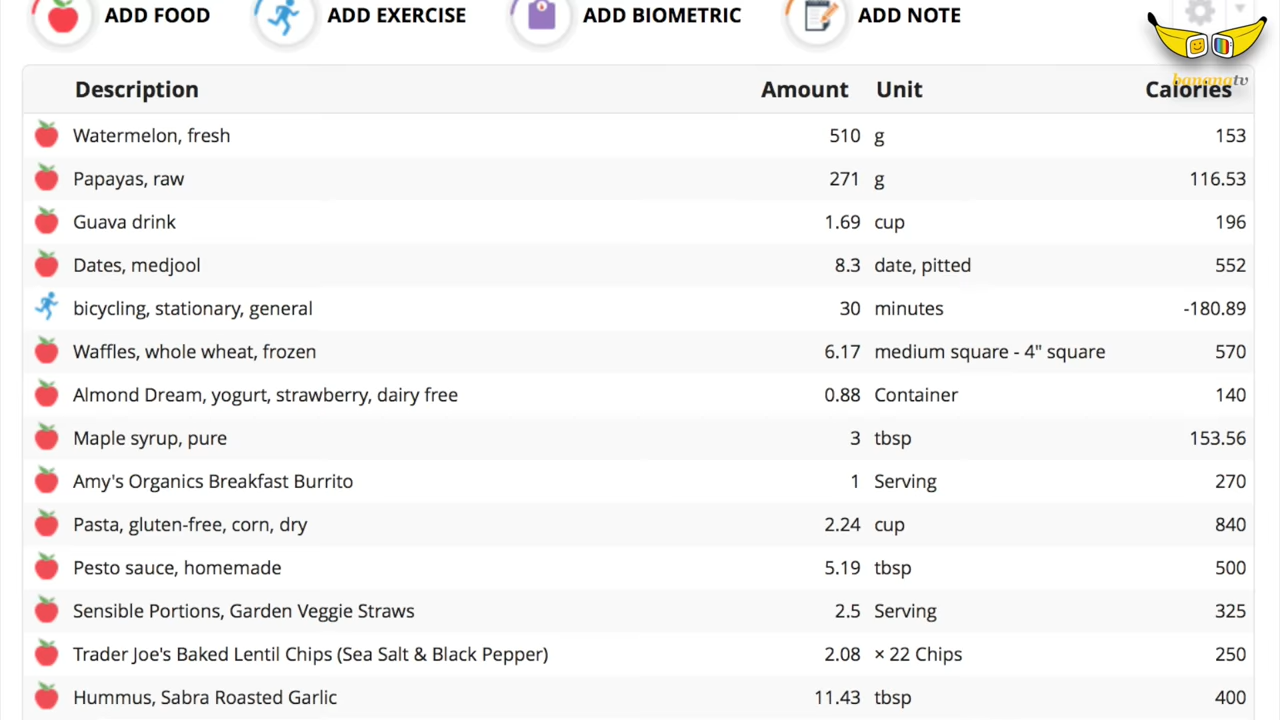 ADD FOOD ADD EXERCISE ADD BIOMETRIC ADD NOTE
bananatv
Description Amount Unit Calories
Watermelon, fresh 510 g 153
Papayas, raw 271 g 116.53
Guava drink 1.69 cup 196
Dates, medjool 8.3 date, pitted 552
bicycling, stationary, general 30 minutes -180.89
Waffles, whole wheat, frozen 6.17 medium square - 4" square 570
Almond Dream, yogurt, strawberry, dairy free 0.88 Container 140
Maple syrup, pure 3 tbsp 153.56
Amy's Organics Breakfast Burrito 1 Serving 270
Pasta, gluten-free, corn, dry 2.24 cup 840
Pesto sauce, homemade 5.19 tbsp 500
Sensible Portions, Garden Veggie Straws 2.5 Serving 325
Trader Joe's Baked Lentil Chips (Sea Salt & Black Pepper) 2.08 × 22 Chips 250
Hummus, Sabra Roasted Garlic 11.43 tbsp 400